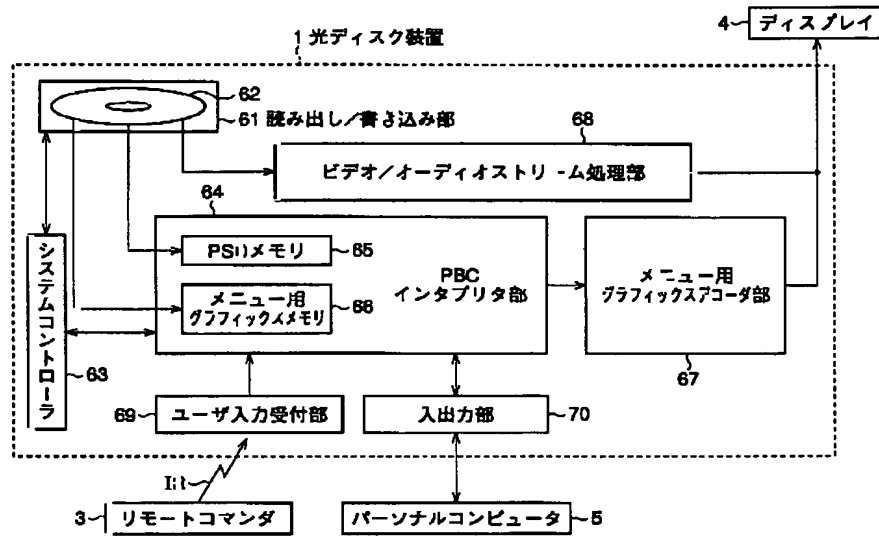 4 ディスプレイ
1 光ディスク装置
62
61 読み出し/書き込み部
68
ビデオ/オーディオストリーム処理部
64
PSDメモリ 65
メニュー用
グラフィックスメモリ 66
PBC
インタプリタ部
メニュー用
グラフィックスデコーダ部
67
システムコントローラ
63
69 ユーザ入力受付部
入出力部 70
IR
3 リモートコマンダ
パーソナルコンピュータ 5